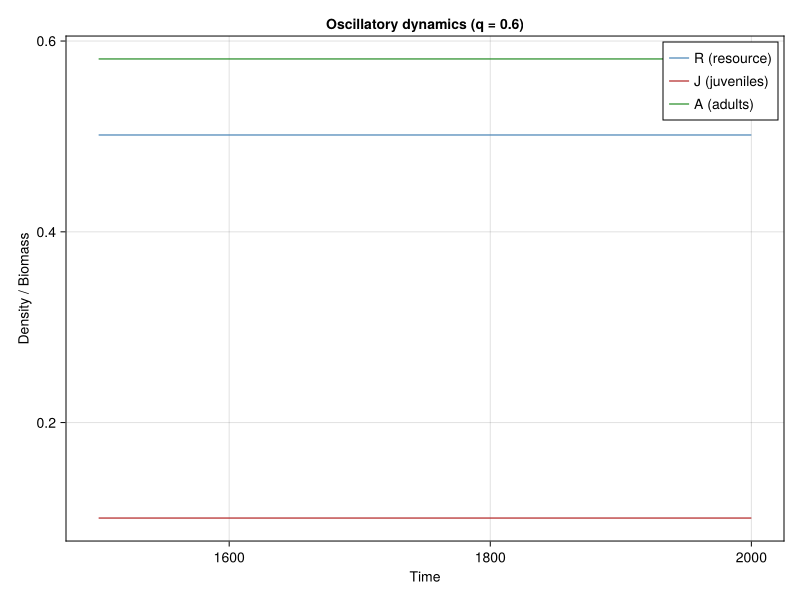 Oscillatory dynamics (q = 0.6)
0.6
R (resource)
J (juveniles)
A (adults)
0.4
Density / Biomass
0.2
1600
1800
2000
Time